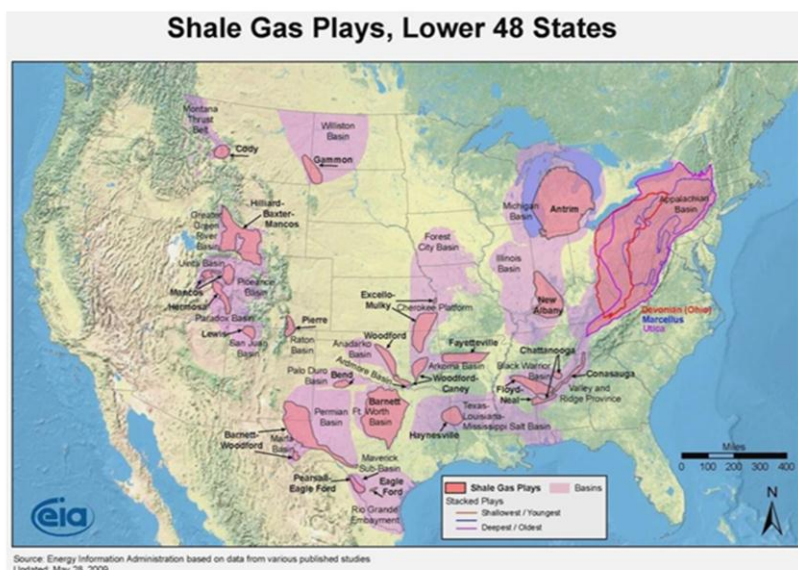 Shale Gas Plays, Lower 48 States
Montana
Thrust
Belt
Cody
Williston
Basin
Gammon
Hilliard-
Baxter-
Mancos
Greater
Green
River
Basin
Uinta Basin
Piceance
Basin
Mancos
Hermosa
Paradox Basin
Lewis
San Juan
Basin
Pierre
Raton
Basin
Michigan
Basin
Antrim
Appalachian
Basin
Forest
City Basin
Illinois
Basin
New
Albany
Excello-
Mulky
Cherokee Platform
Devonian (Ohio)
Marcellus
Utica
Woodford
Anadarko
Basin
Fayetteville
Chattanooga
Palo Duro
Basin
Bend
Ardmore Basin
Arkoma Basin
Woodford-
Caney
Black Warrior
Basin
Conasauga
Floyd-
Neal
Valley and
Ridge Province
Barnett
Permian
Basin
Ft. Worth
Basin
Texas-
Louisiana-
Mississippi Salt Basin
Haynesville
Barnett-
Woodford
Marfa
Basin
Maverick
Sub-Basin
Pearsall-
Eagle Ford
Eagle
Ford
Rio Grande
Embayment
Miles
0 100 200 300 400
N
Shale Gas Plays
Basins
Stacked Plays
Shallowest / Youngest
Deepest / Oldest
eia
Source: Energy Information Administration based on data from various published studies
Updated: May 28, 2009